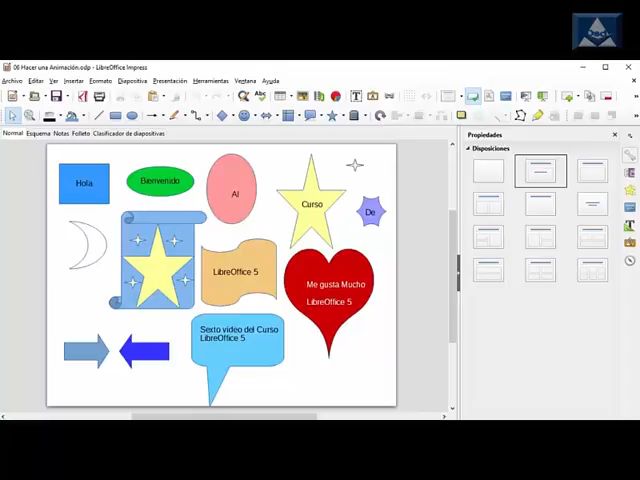 06 Hacer una Animación.odp - LibreOffice Impress
Archivo Editar Ver Insertar Formato Diapositiva Presentación Herramientas Ventana Ayuda
Normal Esquema Notas Folleto Clasificador de diapositivas
Propiedades
Disposiciones
Hola
Bienvenido
Al
Curso
De
LibreOffice 5
Me gusta Mucho
LibreOffice 5
Sexto video del Curso
LibreOffice 5